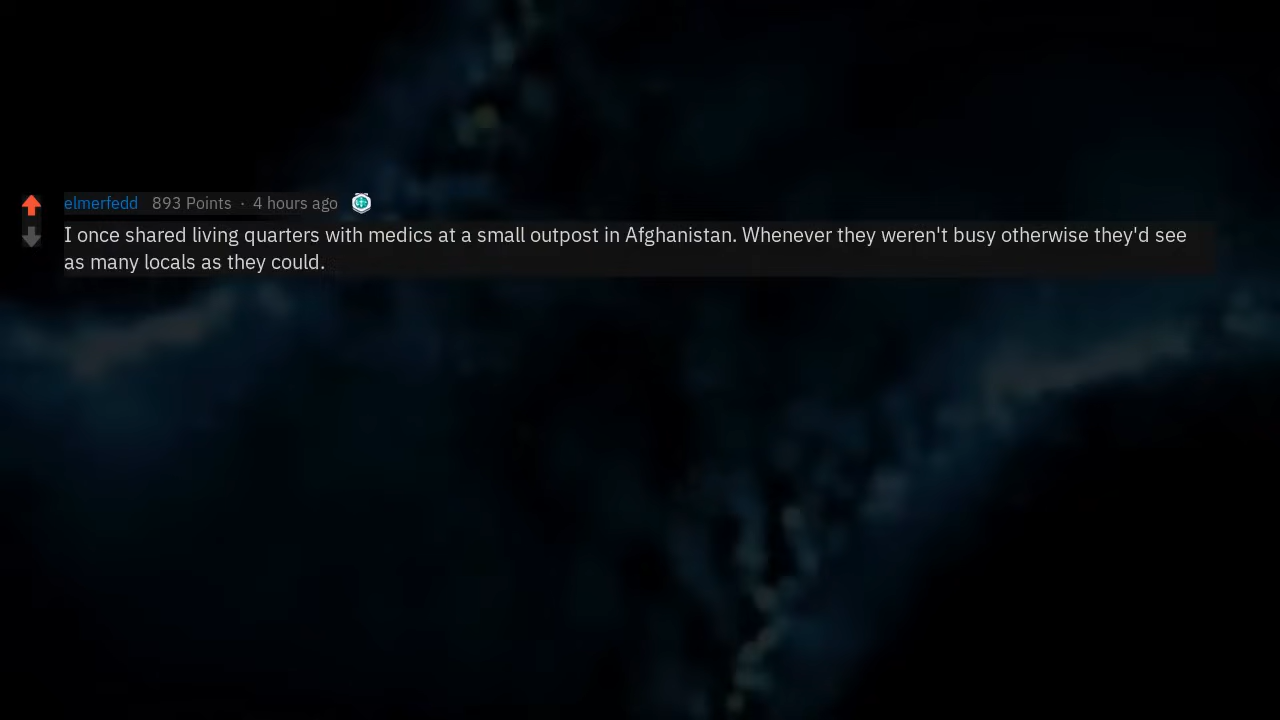 elmerfedd 893 Points · 4 hours ago
I once shared living quarters with medics at a small outpost in Afghanistan. Whenever they weren't busy otherwise they'd see
as many locals as they could.